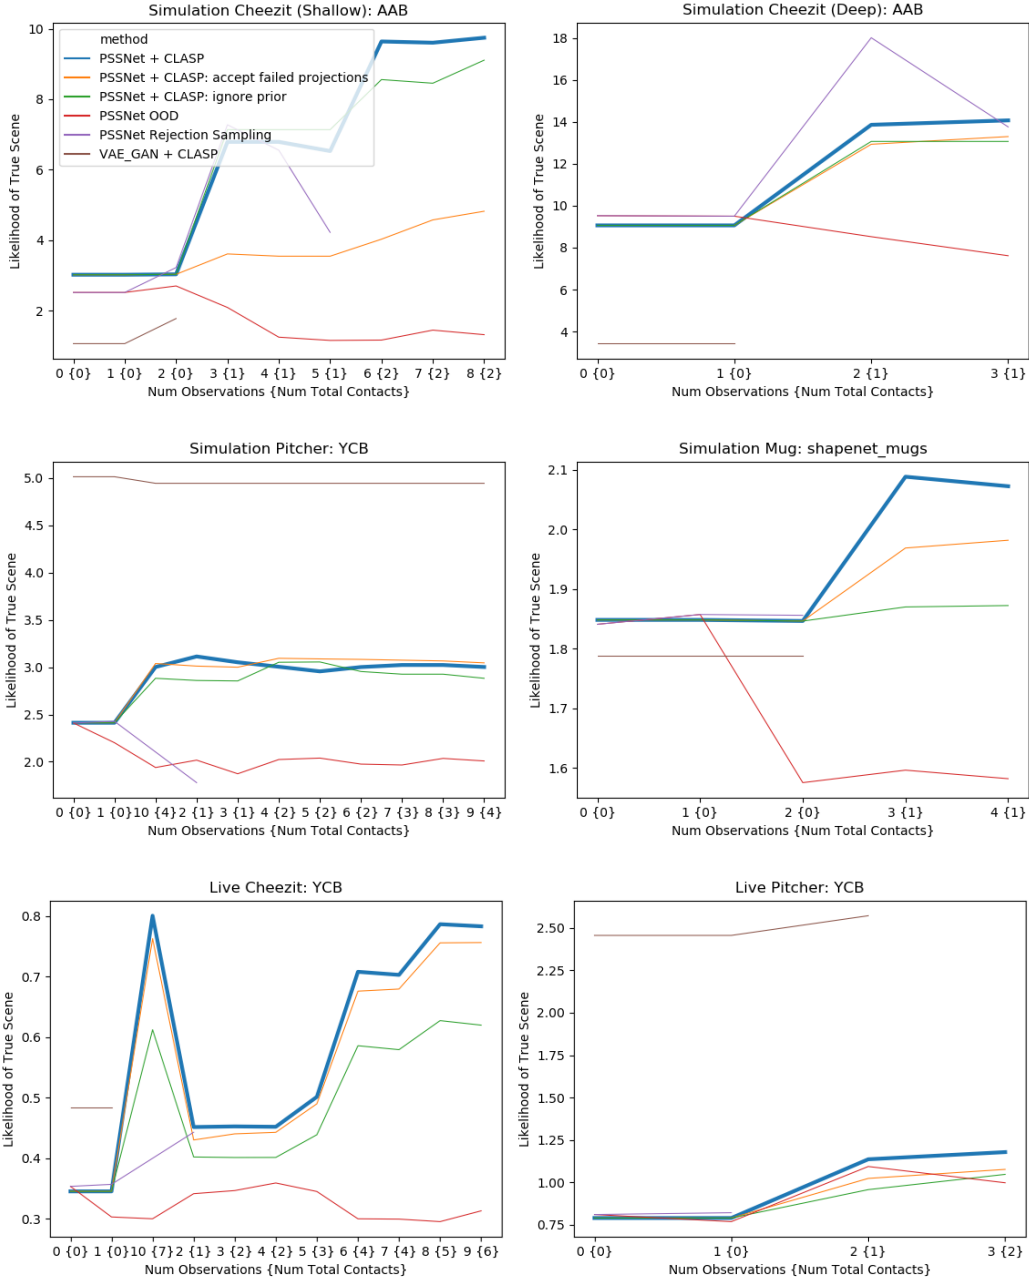 Simulation Cheezit (Shallow): AAB
Likelihood of True Scene
10
8
6
4
2
method
PSSNet + CLASP
PSSNet + CLASP: accept failed projections
PSSNet + CLASP: ignore prior
PSSNet OOD
PSSNet Rejection Sampling
VAE_GAN + CLASP
0 {0} 1 {0} 2 {0} 3 {1} 4 {1} 5 {1} 6 {2} 7 {2} 8 {2}
Num Observations {Num Total Contacts}
Simulation Cheezit (Deep): AAB
Likelihood of True Scene
18
16
14
12
10
8
6
4
0 {0} 1 {0} 2 {1} 3 {1}
Num Observations {Num Total Contacts}
Simulation Pitcher: YCB
Likelihood of True Scene
5.0
4.5
4.0
3.5
3.0
2.5
2.0
0 {0} 1 {0} 10 {4} 2 {1} 3 {1} 4 {2} 5 {2} 6 {2} 7 {3} 8 {3} 9 {4}
Num Observations {Num Total Contacts}
Simulation Mug: shapenet_mugs
Likelihood of True Scene
2.1
2.0
1.9
1.8
1.7
1.6
0 {0} 1 {0} 2 {0} 3 {1} 4 {1}
Num Observations {Num Total Contacts}
Live Cheezit: YCB
Likelihood of True Scene
0.8
0.7
0.6
0.5
0.4
0.3
0 {0} 1 {0} 10 {7} 2 {1} 3 {2} 4 {2} 5 {3} 6 {4} 7 {4} 8 {5} 9 {6}
Num Observations {Num Total Contacts}
Live Pitcher: YCB
Likelihood of True Scene
2.50
2.25
2.00
1.75
1.50
1.25
1.00
0.75
0 {0} 1 {0} 2 {1} 3 {2}
Num Observations {Num Total Contacts}